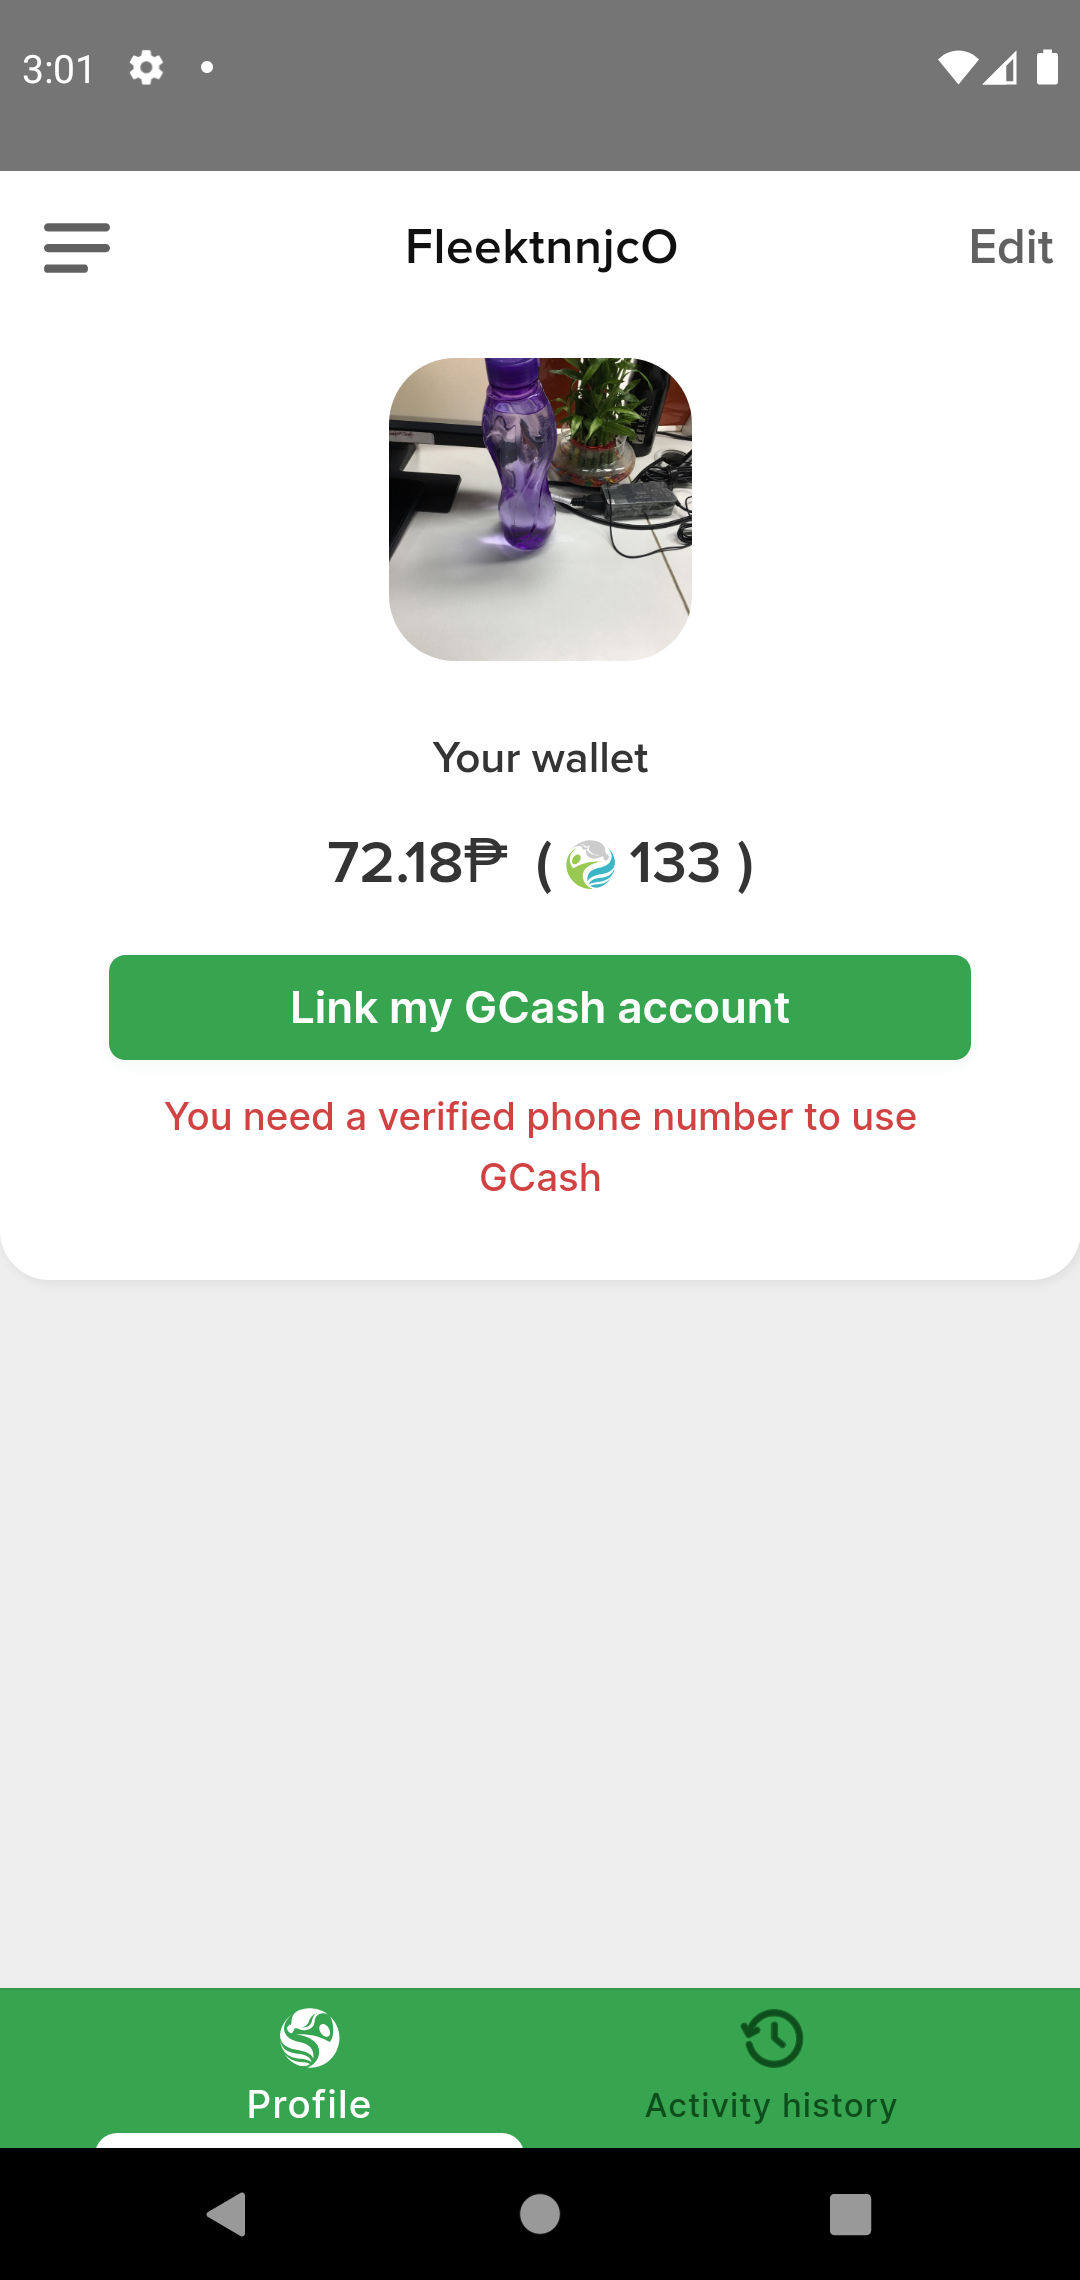 3:01
FleektnnjcO
Edit
Your wallet
72.18₱ ( 133 )
Link my GCash account
You need a verified phone number to use
GCash
Profile
Activity history